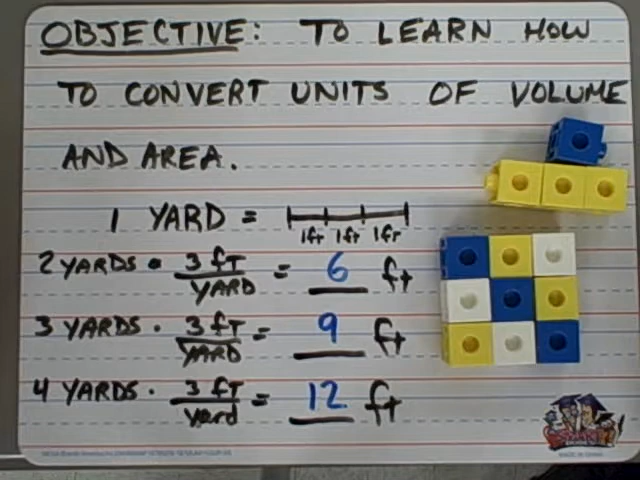 OBJECTIVE: TO LEARN HOW
TO CONVERT UNITS OF VOLUME
AND AREA.
1 YARD =
1ft 1ft 1ft
2 YARDS • 3 fT / YARD = 6 ft
3 YARDS · 3 fT / YARD = 9 ft
4 YARDS · 3 fT / yard = 12 ft